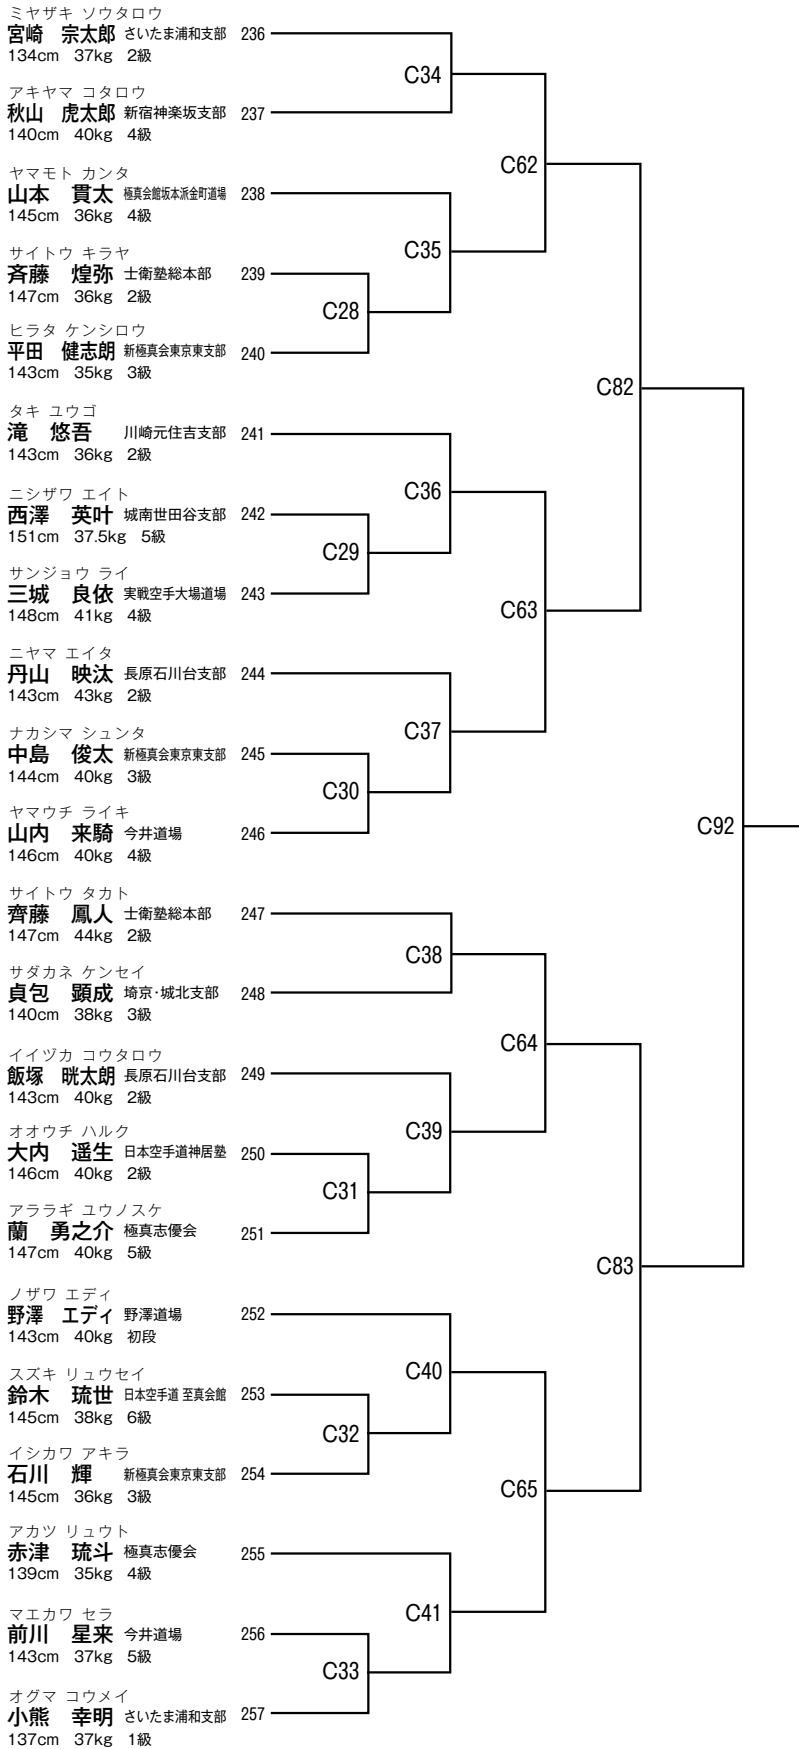 ミヤザキ ソウタロウ
宮崎　宗太郎 さいたま浦和支部 236
134cm 37kg 2級
C34
アキヤマ コタロウ
秋山　虎太郎 新宿神楽坂支部 237
140cm 40kg 4級
C62
ヤマモト カンタ
山本　貫太 極真会館坂本派金町道場 238
145cm 36kg 4級
C35
サイトウ キラヤ
斉藤　煌弥 士衛塾総本部 239
147cm 36kg 2級
C28
ヒラタ ケンシロウ
平田　健志朗 新極真会東京東支部 240
143cm 35kg 3級
C82
タキ ユウゴ
滝　悠吾 川崎元住吉支部 241
143cm 36kg 2級
C36
ニシザワ エイト
西澤　英叶 城南世田谷支部 242
151cm 37.5kg 5級
C29
サンジョウ ライ
三城　良依 実戦空手大場道場 243
148cm 41kg 4級
C63
ニヤマ エイタ
丹山　映汰 長原石川台支部 244
143cm 43kg 2級
C37
ナカシマ シュンタ
中島　俊太 新極真会東京東支部 245
144cm 40kg 3級
C30
ヤマウチ ライキ
山内　来騎 今井道場 246
146cm 40kg 4級
C92
サイトウ タカト
齊藤　鳳人 士衛塾総本部 247
147cm 44kg 2級
C38
サダカネ ケンセイ
貞包　顕成 埼京･城北支部 248
140cm 38kg 3級
C64
イイヅカ コウタロウ
飯塚　晄太朗 長原石川台支部 249
143cm 40kg 2級
C39
オオウチ ハルク
大内　遥生 日本空手道神居塾 250
146cm 40kg 2級
C31
アララギ ユウノスケ
蘭　勇之介 極真志優会 251
147cm 40kg 5級
C83
ノザワ エディ
野澤　エディ 野澤道場 252
143cm 40kg 初段
C40
スズキ リュウセイ
鈴木　琉世 日本空手道 至真会館 253
145cm 38kg 6級
C32
イシカワ アキラ
石川　輝 新極真会東京東支部 254
145cm 36kg 3級
C65
アカツ リュウト
赤津　琉斗 極真志優会 255
139cm 35kg 4級
C41
マエカワ セラ
前川　星来 今井道場 256
143cm 37kg 5級
C33
オグマ コウメイ
小熊　幸明 さいたま浦和支部 257
137cm 37kg 1級